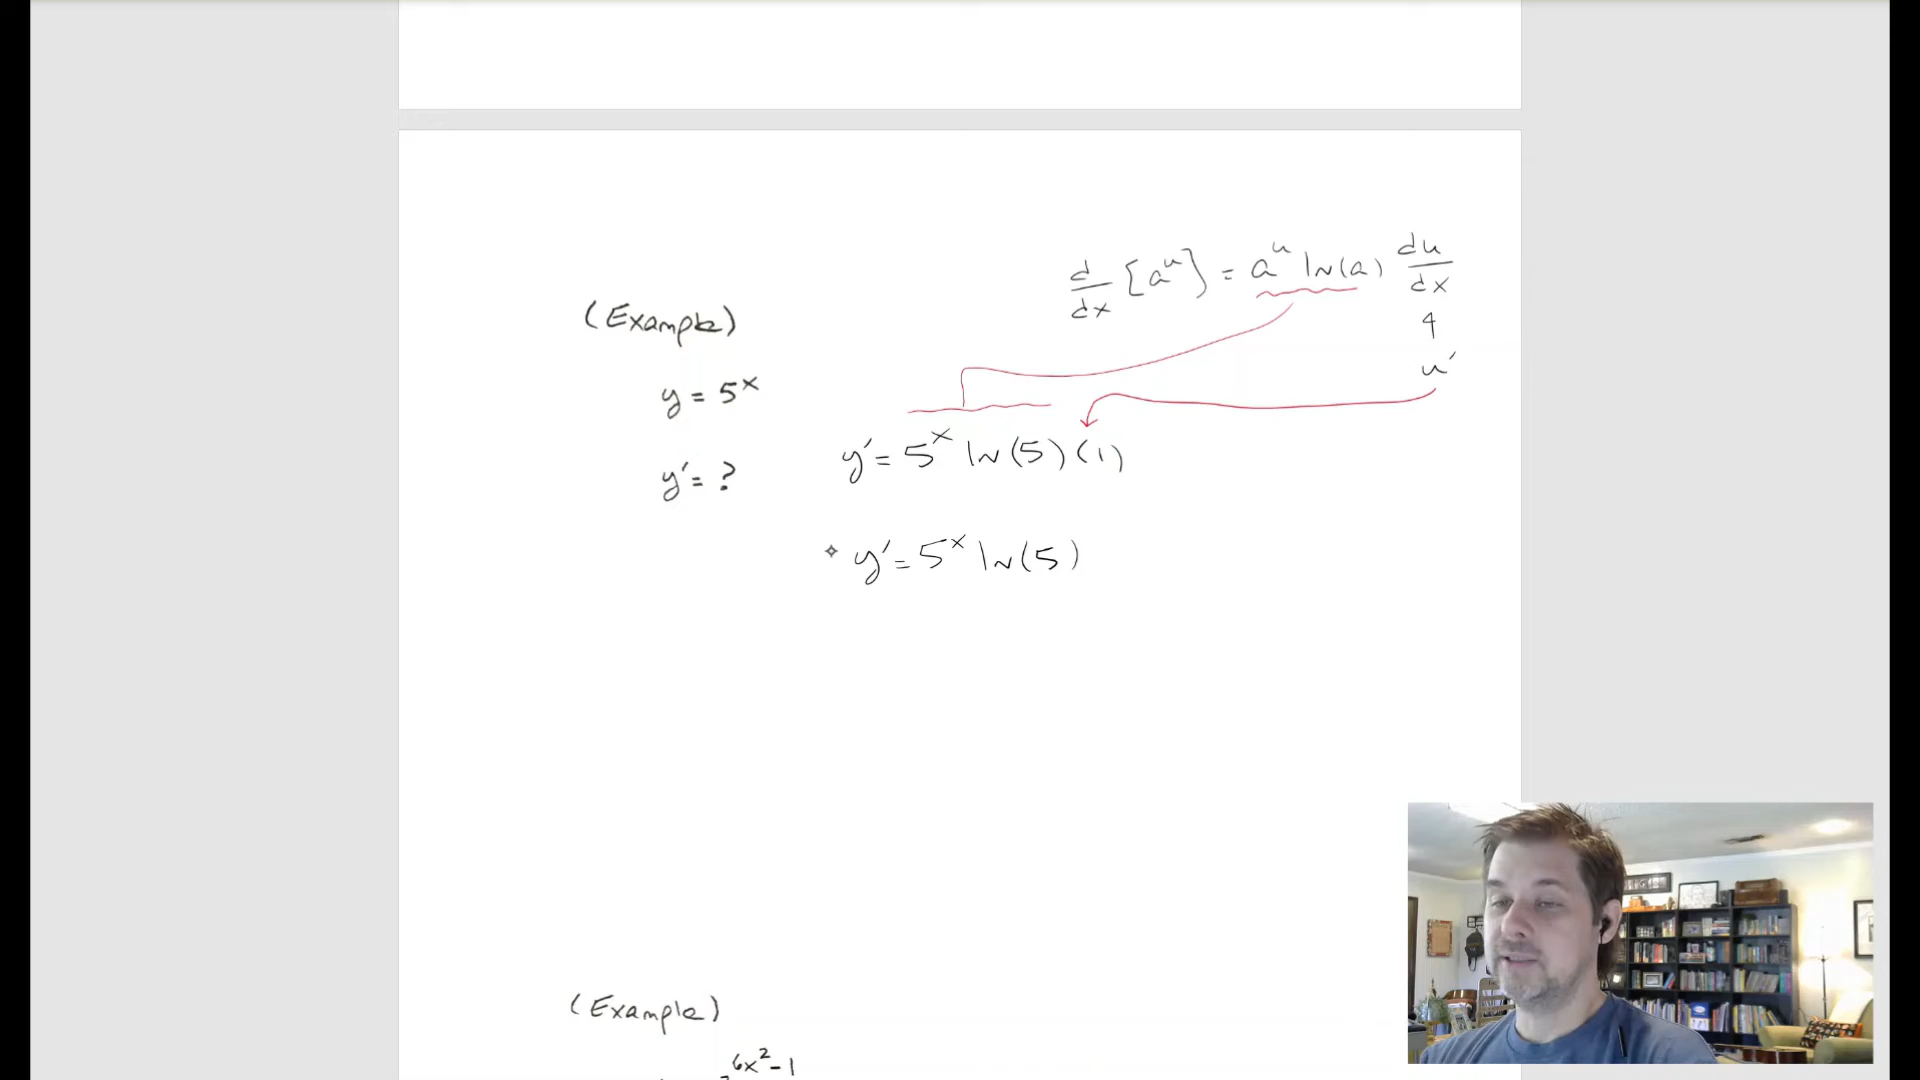 d/dx [a^u] = a^u ln(a) du/dx
(Example)
u'
y = 5^x
y' = 5^x ln(5)(1)
y' = ?
y' = 5^x ln(5)
(Example)
6x^2 - 1